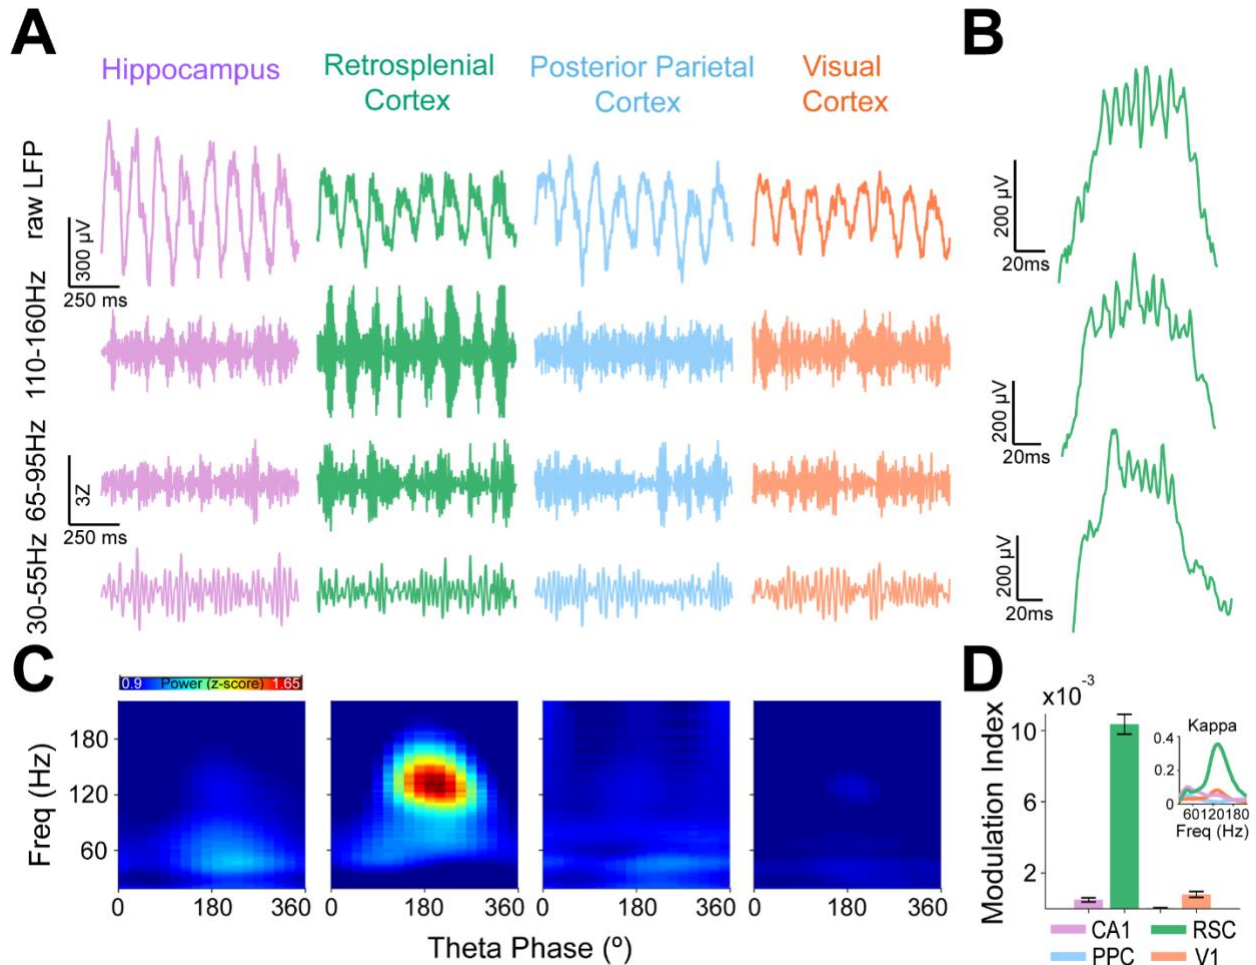 A
B
Hippocampus
Retrosplenial
Cortex
Posterior Parietal
Cortex
Visual
Cortex
raw LFP
300 µV
250 ms
110-160Hz
65-95Hz
3Z
250 ms
30-55Hz
200 µV
20ms
200 µV
20ms
200 µV
20ms
C
0.9 Power (z-score) 1.65
Freq (Hz)
180
120
60
0 180 360
0 180 360
0 180 360
0 180 360
Theta Phase (º)
D
x10⁻³
Modulation Index
10
6
2
Kappa
0.4
0.2
0
60 120 180
Freq (Hz)
CA1 RSC
PPC V1